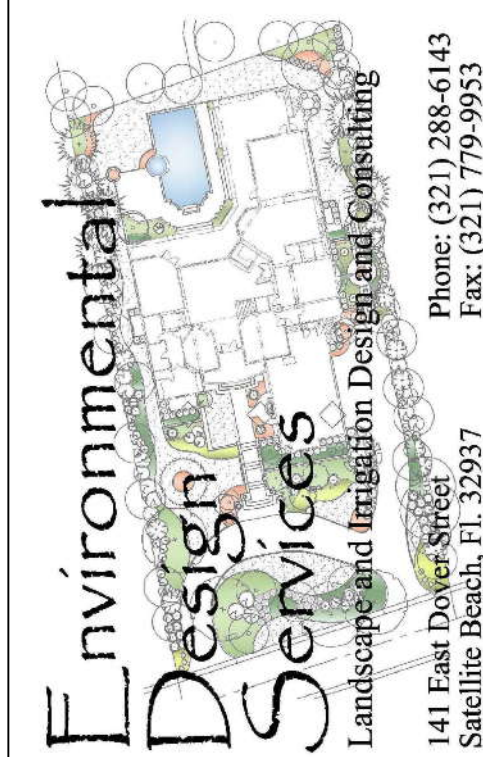 Environmental
Design
Services
Landscape and Irrigation Design and Consulting
141 East Dover Street
Phone: (321) 288-6143
Satellite Beach, Fl. 32937
Fax: (321) 779-9953